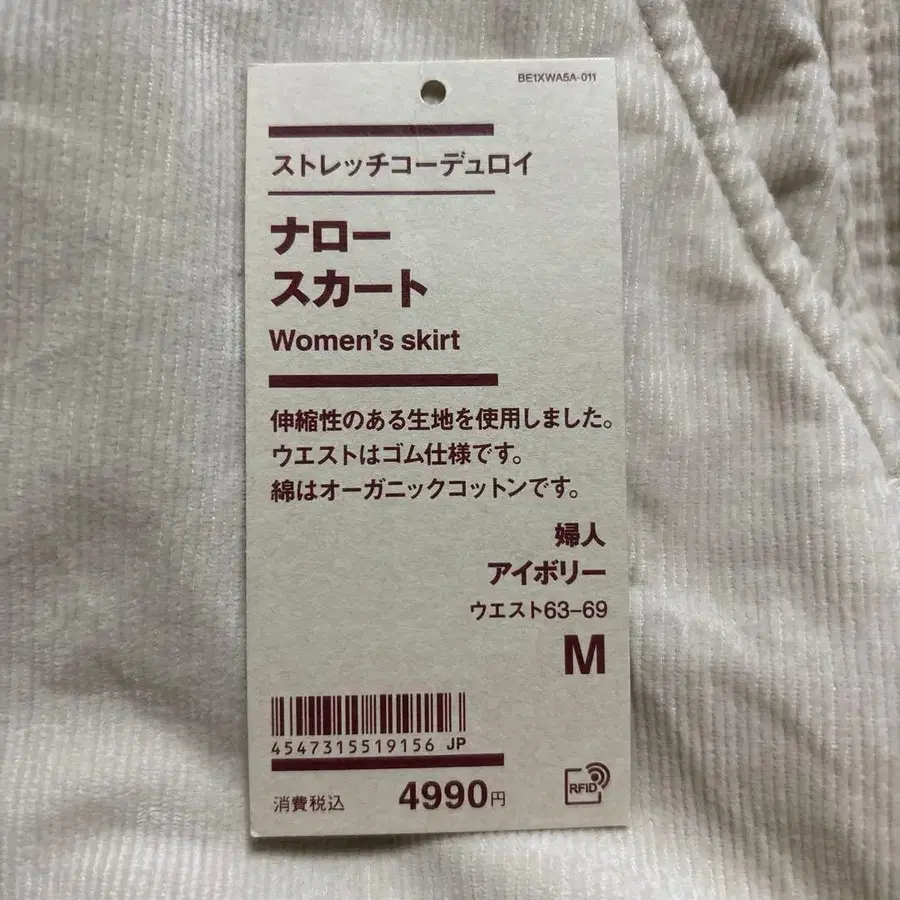 BE1XWA5A-011
ストレッチコーデュロイ
ナロー
スカート
Women's skirt
伸縮性のある生地を使用しました。
ウエストはゴム仕様です。
綿はオーガニックコットンです。
婦人
アイボリー
ウエスト63-69
M
4547315519156 JP
消費税込 4990円
RFID